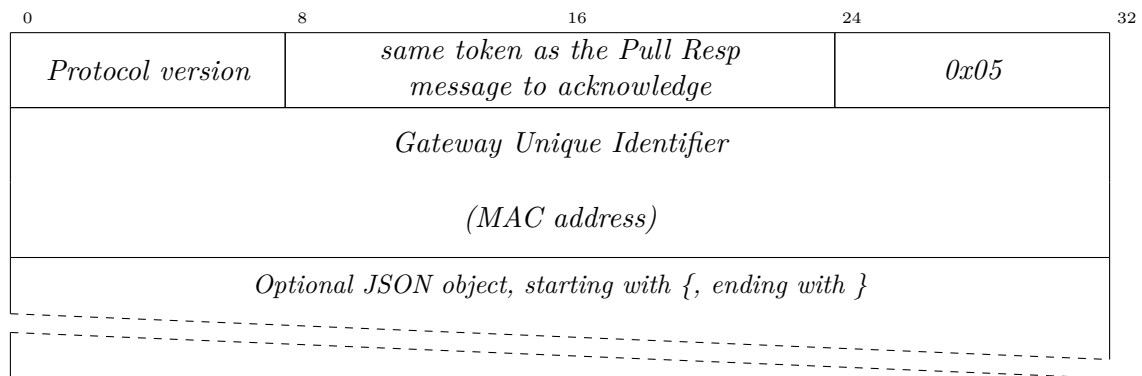 0 8 16 24 32
Protocol version
same token as the Pull Resp
message to acknowledge
0x05
Gateway Unique Identifier
(MAC address)
Optional JSON object, starting with {, ending with }